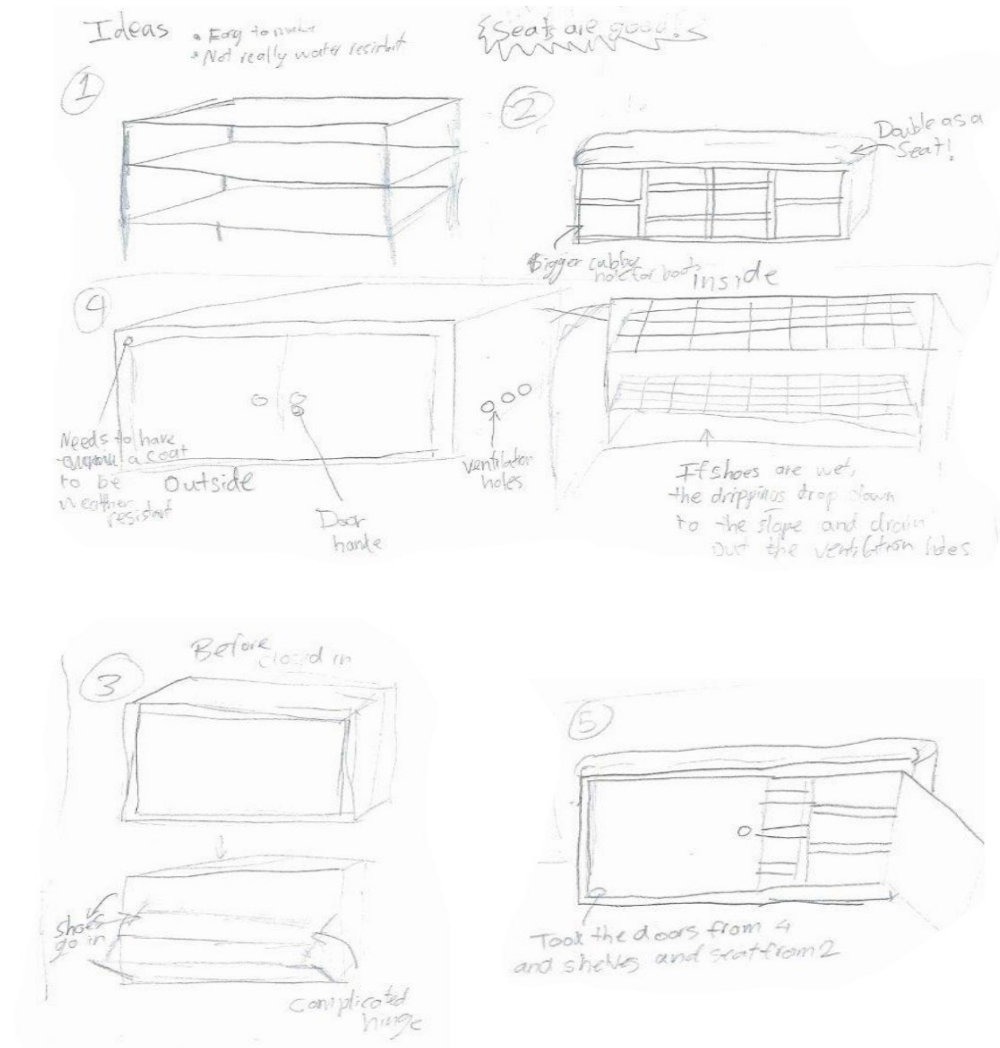 Ideas
• Easy to make
• Not really water resistant
Seats are good!
1
2
Double as a
Seat!
Bigger cubby
hole for boots
4
Needs to have
a coat
to be
weather
resistant
Outside
Door
hanle
ventilation
holes
Inside
If shoes are wet,
the drippings drop down
to the slope and drain
out the ventilation holes
3
Before
closed in
shoes
go in
Complicated
hinge
5
Took the doors from 4
and shelves and seat from 2